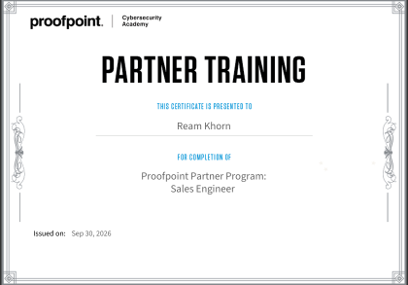 proofpoint.
Cybersecurity
Academy
PARTNER TRAINING
THIS CERTIFICATE IS PRESENTED TO
Ream Khorn
FOR COMPLETION OF
Proofpoint Partner Program:
Sales Engineer
Issued on: Sep 30, 2026